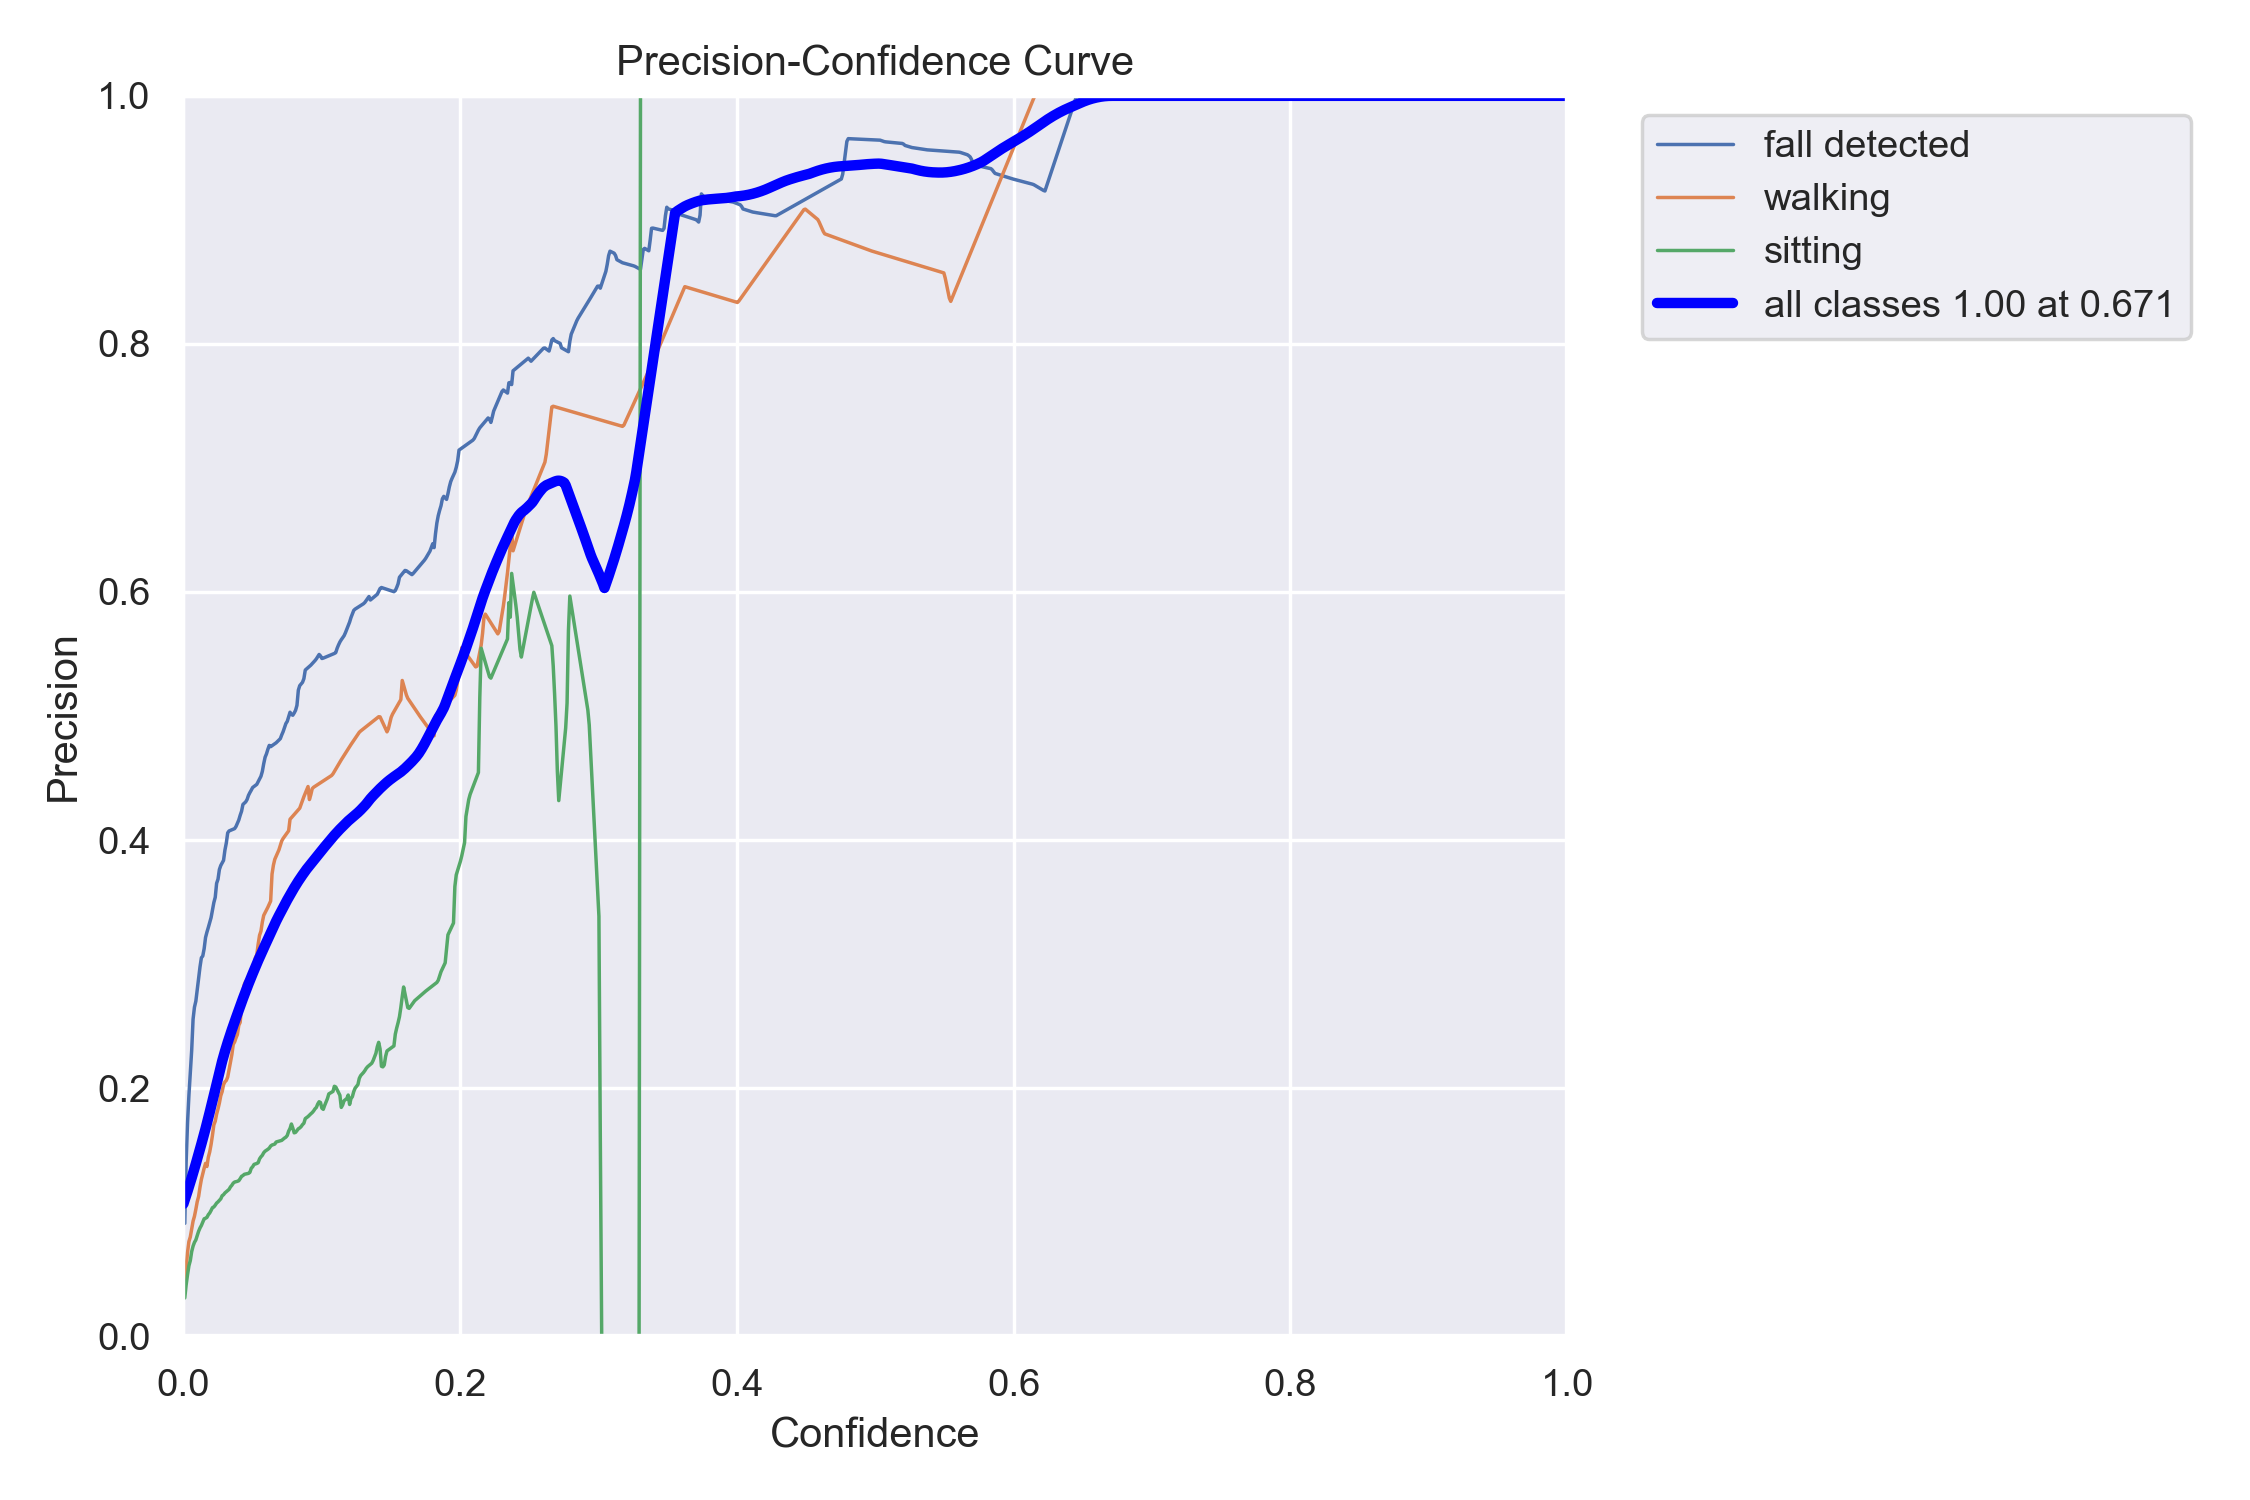 Precision-Confidence Curve
1.0
0.8
0.6
0.4
0.2
0.0
Precision
0.0 0.2 0.4 0.6 0.8 1.0
Confidence
fall detected
walking
sitting
all classes 1.00 at 0.671